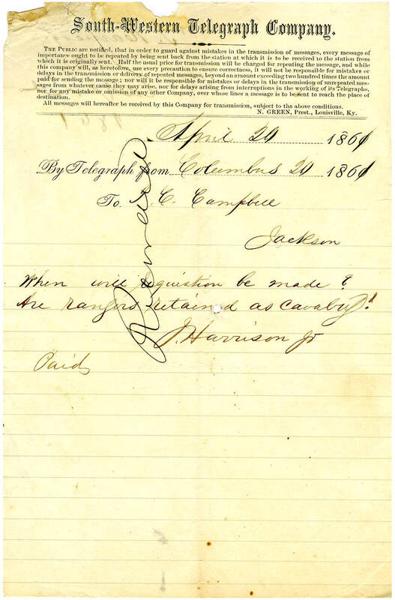 South-Western Telegraph Company.
THE PUBLIC are notified, that in order to guard against mistakes in the transmission of messages, every message of
importance ought to be repeated by being sent back from the station at which it is to be received to the station from
which it is originally sent. Half the usual price for transmission will be charged for repeating the message, and while
this company will, as heretofore, use every precaution to ensure correctness, it will not be responsible for mistakes or
delays in the transmission or delivery of repeated messages, beyond an amount exceeding two hundred times the amount
paid for sending the message; nor will it be responsible for mistakes or delays in the transmission of unrepeated mes-
sages from whatever cause they may arise, nor for delays arising from interruptions in the working of its Telegraphs,
nor for any mistake or omission of any other Company, over whose lines a message is to be sent to reach the place of
destination.
All messages will hereafter be received by this Company for transmission, subject to the above conditions.
N. GREEN, Prest., Louisville, Ky.
April 20 1861
By Telegraph from Columbus 20 1861
To C. Campbell
Jackson
When will requisition be made?
Are rangers retained as cavalry?
J. Harrison Jr
Paid